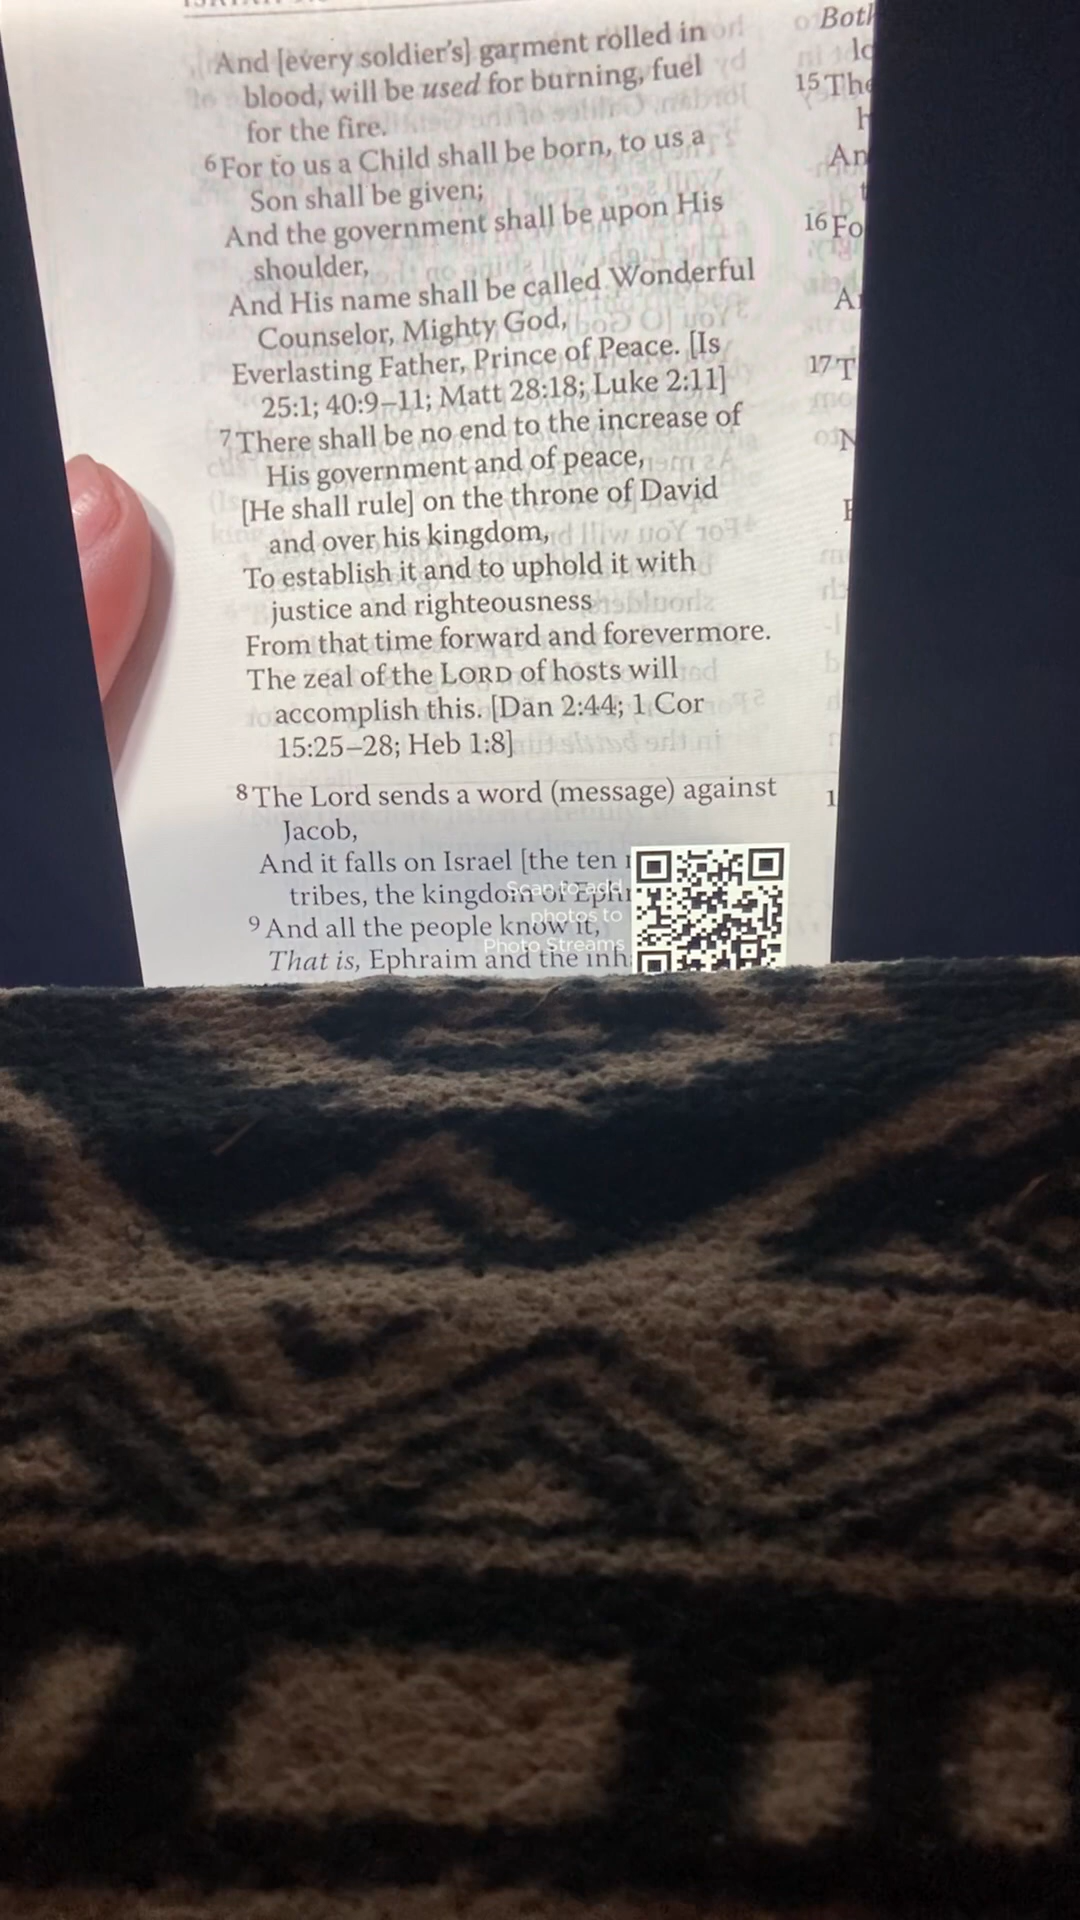 And [every soldier's] garment rolled in
blood, will be used for burning, fuel
for the fire.
6 For to us a Child shall be born, to us a
Son shall be given;
And the government shall be upon His
shoulder,
And His name shall be called Wonderful
Counselor, Mighty God,
Everlasting Father, Prince of Peace. [Is
25:1; 40:9–11; Matt 28:18; Luke 2:11]
7 There shall be no end to the increase of
His government and of peace,
[He shall rule] on the throne of David
and over his kingdom,
To establish it and to uphold it with
justice and righteousness
From that time forward and forevermore.
The zeal of the LORD of hosts will
accomplish this. [Dan 2:44; 1 Cor
15:25–28; Heb 1:8]
8 The Lord sends a word (message) against
Jacob,
And it falls on Israel [the ten
tribes, the kingdom of
9 And all the people know it,
That is, Ephraim and the
15
16
17
Scan to add
photos to
Photo Streams